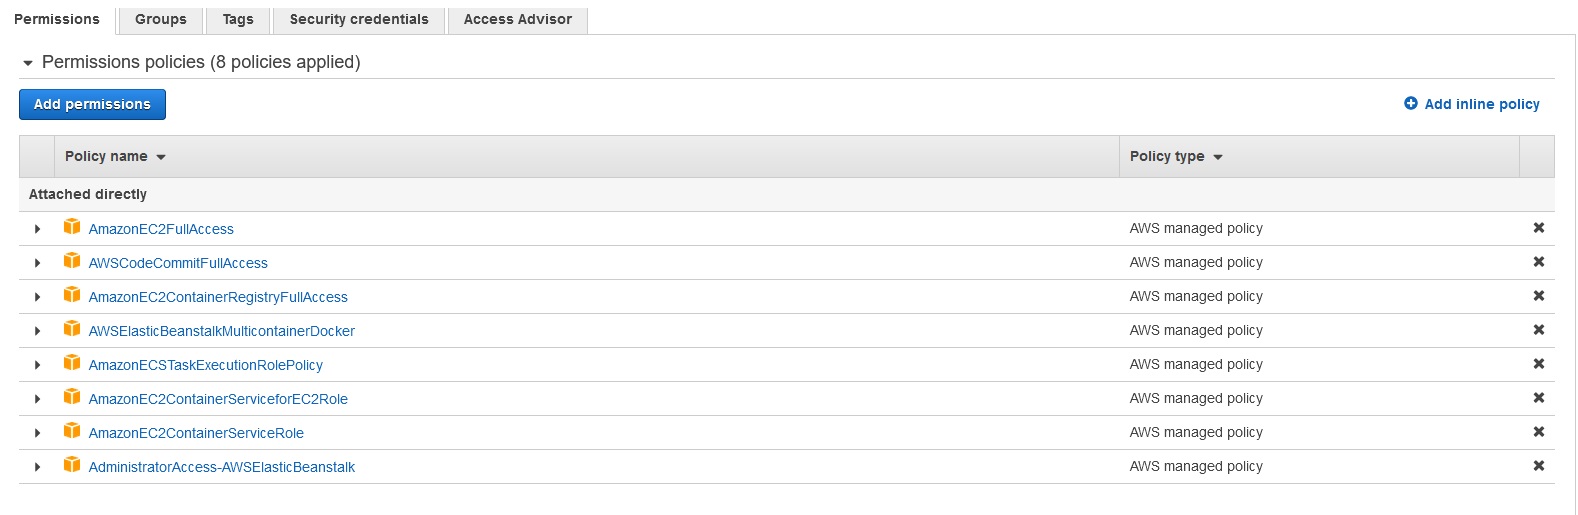 Permissions Groups Tags Security credentials Access Advisor
Permissions policies (8 policies applied)
Add permissions Add inline policy
Policy name Policy type
Attached directly
AmazonEC2FullAccess AWS managed policy
AWSCodeCommitFullAccess AWS managed policy
AmazonEC2ContainerRegistryFullAccess AWS managed policy
AWSElasticBeanstalkMulticontainerDocker AWS managed policy
AmazonECSTaskExecutionRolePolicy AWS managed policy
AmazonEC2ContainerServiceforEC2Role AWS managed policy
AmazonEC2ContainerServiceRole AWS managed policy
AdministratorAccess-AWSElasticBeanstalk AWS managed policy